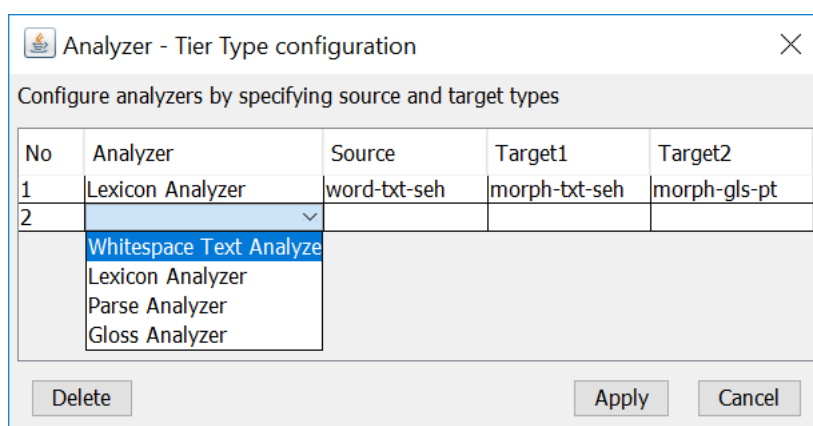 Analyzer - Tier Type configuration
Configure analyzers by specifying source and target types
No Analyzer Source Target1 Target2
1 Lexicon Analyzer word-txt-seh morph-txt-seh morph-gls-pt
2
Whitespace Text Analyze
Lexicon Analyzer
Parse Analyzer
Gloss Analyzer
Delete Apply Cancel